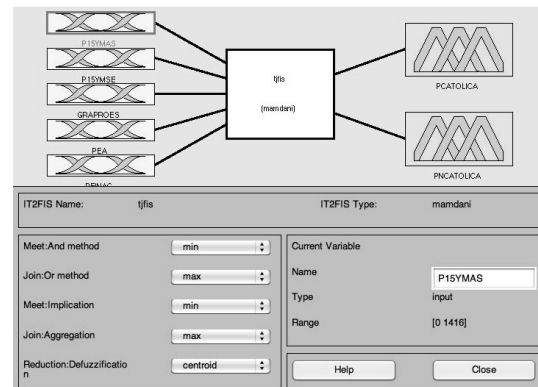 P15YMAS
P15YMSE
GRAPROES
PEA
tjfis
(mamdani)
PCATOLICA
PNCATOLICA
IT2FIS Name: tjfis IT2FIS Type: mamdani
Meet:And method min
Join:Or method max
Meet:Implication min
Join:Aggregation max
Reduction:Defuzzificatio
n
centroid
Current Variable
Name P15YMAS
Type input
Range [0 1416]
Help Close